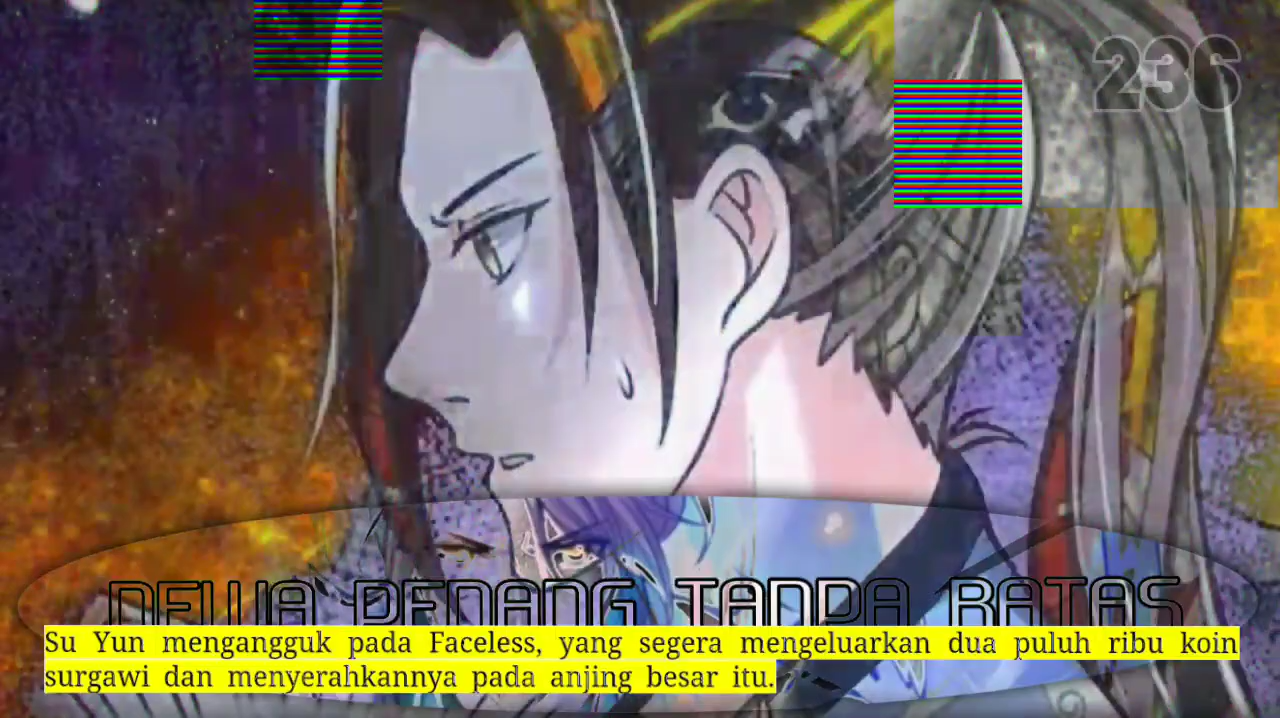 236
DEWA PEDANG TANPA BATAS
Su Yun mengangguk pada Faceless, yang segera mengeluarkan dua puluh ribu koin
surgawi dan menyerahkannya pada anjing besar itu.